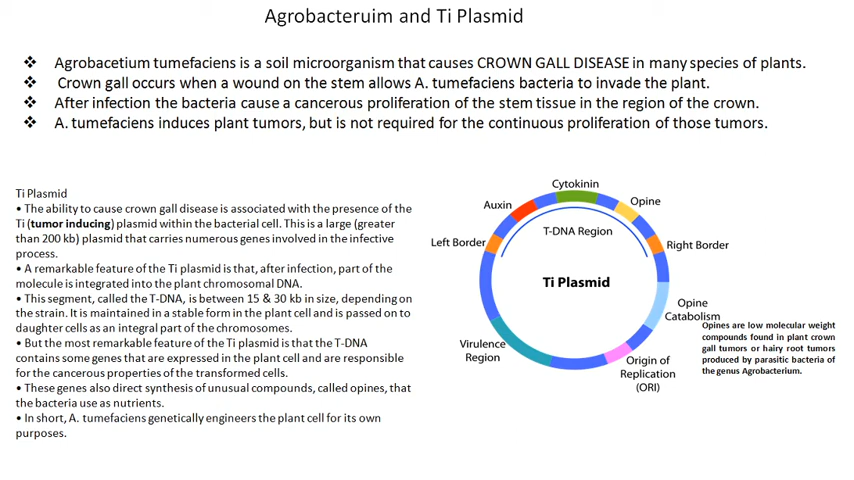 Agrobacteruim and Ti Plasmid
❖ Agrobacetium tumefaciens is a soil microorganism that causes CROWN GALL DISEASE in many species of plants.
❖ Crown gall occurs when a wound on the stem allows A. tumefaciens bacteria to invade the plant.
❖ After infection the bacteria cause a cancerous proliferation of the stem tissue in the region of the crown.
❖ A. tumefaciens induces plant tumors, but is not required for the continuous proliferation of those tumors.
Ti Plasmid
• The ability to cause crown gall disease is associated with the presence of the
Ti (tumor inducing) plasmid within the bacterial cell. This is a large (greater
than 200 kb) plasmid that carries numerous genes involved in the infective
process.
• A remarkable feature of the Ti plasmid is that, after infection, part of the
molecule is integrated into the plant chromosomal DNA.
• This segment, called the T-DNA, is between 15 & 30 kb in size, depending on
the strain. It is maintained in a stable form in the plant cell and is passed on to
daughter cells as an integral part of the chromosomes.
• But the most remarkable feature of the Ti plasmid is that the T-DNA
contains some genes that are expressed in the plant cell and are responsible
for the cancerous properties of the transformed cells.
• These genes also direct synthesis of unusual compounds, called opines, that
the bacteria use as nutrients.
• In short, A. tumefaciens genetically engineers the plant cell for its own
purposes.
Cytokinin
Auxin
Opine
T-DNA Region
Left Border
Right Border
Ti Plasmid
Opine
Catabolism
Virulence
Region
Origin of
Replication
(ORI)
Opines are low molecular weight
compounds found in plant crown
gall tumors or hairy root tumors
produced by parasitic bacteria of
the genus Agrobacterium.